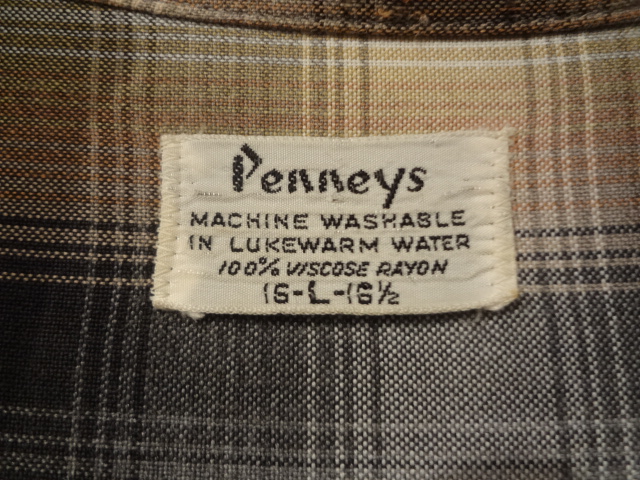 Penneys
MACHINE WASHABLE
IN LUKEWARM WATER
100% VISCOSE RAYON
16-L-16½